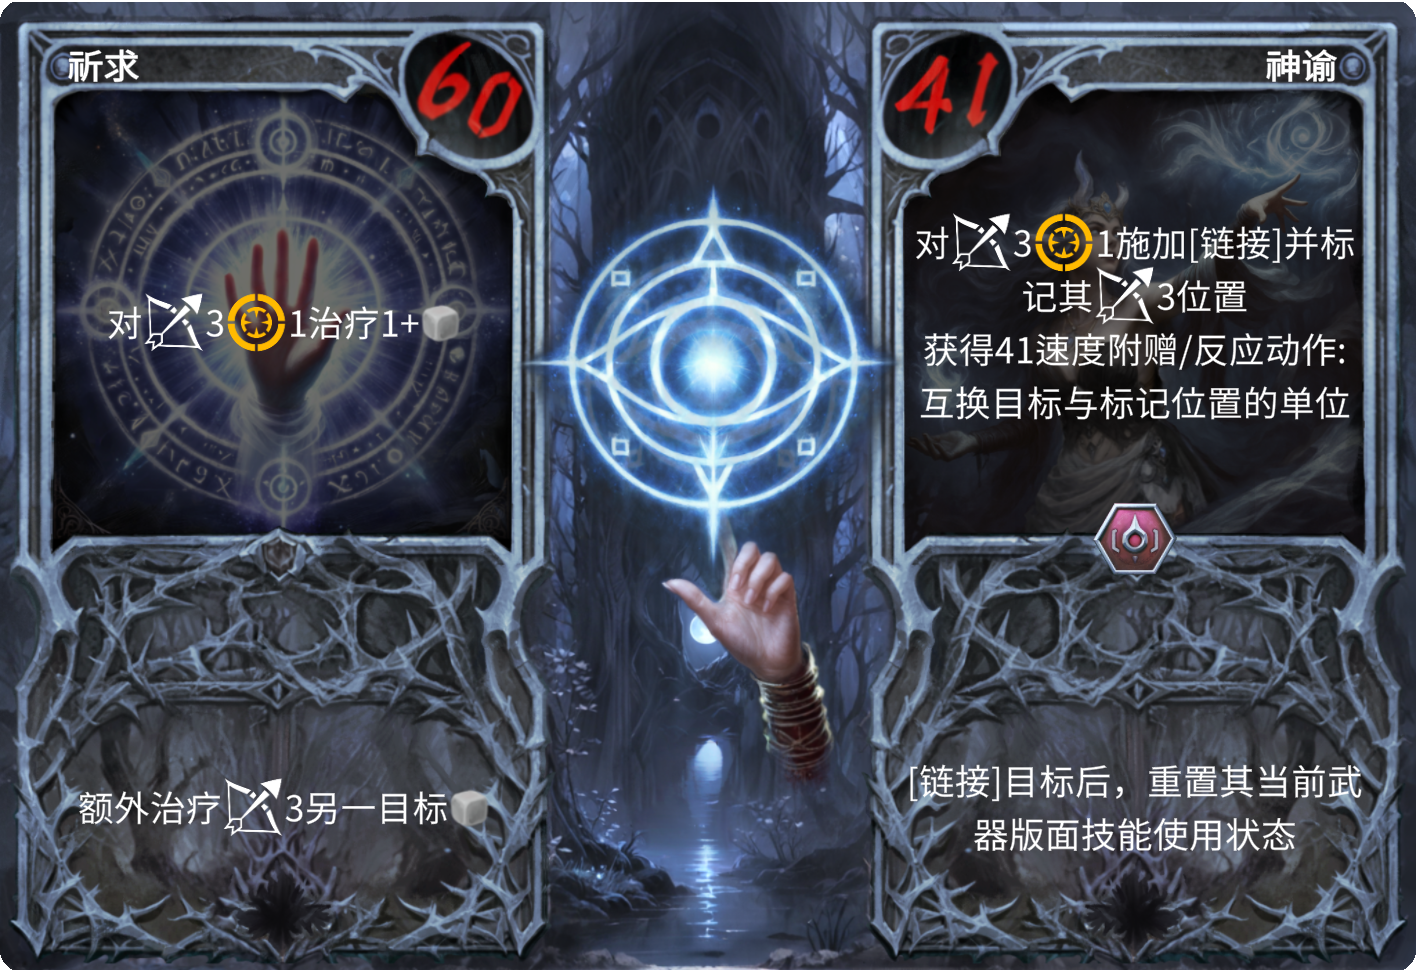 祈求
60
对3 1治疗1+
额外治疗3另一目标
41
神谕
对3 1施加[链接]并标
记其3位置
获得41速度附赠/反应动作:
互换目标与标记位置的单位
[链接]目标后，重置其当前武
器版面技能使用状态